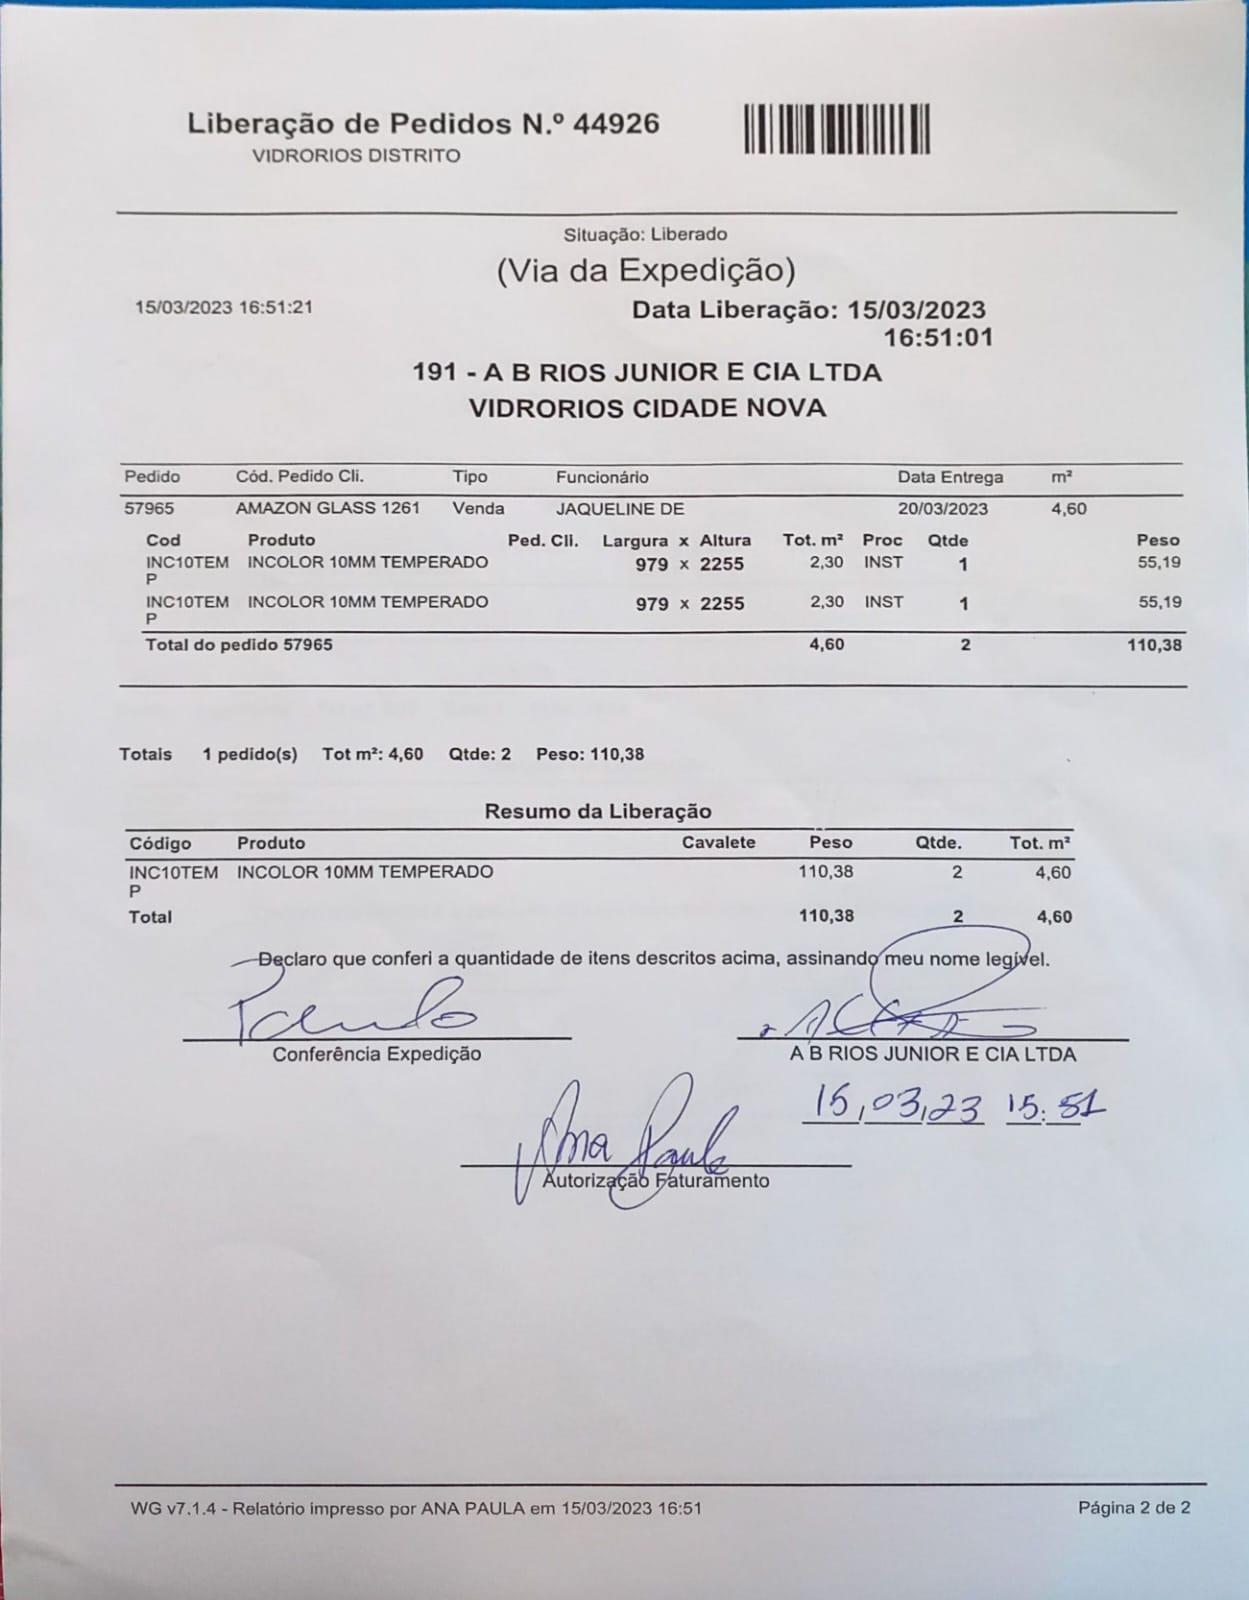 Liberação de Pedidos N.º 44926
VIDRORIOS DISTRITO
Situação: Liberado
(Via da Expedição)
15/03/2023 16:51:21 Data Liberação: 15/03/2023
16:51:01
191 - A B RIOS JUNIOR E CIA LTDA
VIDRORIOS CIDADE NOVA
Pedido Cód. Pedido Cli. Tipo Funcionário Data Entrega m²
57965 AMAZON GLASS 1261 Venda JAQUELINE DE 20/03/2023 4,60
Cod Produto Ped. Cli. Largura x Altura Tot. m² Proc Qtde Peso
INC10TEM INCOLOR 10MM TEMPERADO 979 x 2255 2,30 INST 1 55,19
P
INC10TEM INCOLOR 10MM TEMPERADO 979 x 2255 2,30 INST 1 55,19
P
Total do pedido 57965 4,60 2 110,38
Totais 1 pedido(s) Tot m²: 4,60 Qtde: 2 Peso: 110,38
Resumo da Liberação
Código Produto Cavalete Peso Qtde. Tot. m²
INC10TEM INCOLOR 10MM TEMPERADO 110,38 2 4,60
P
Total 110,38 2 4,60
Declaro que conferi a quantidade de itens descritos acima, assinando meu nome legível.
Conferência Expedição A B RIOS JUNIOR E CIA LTDA
15,03,23 15:51
Ana Paula
Autorização Faturamento
WG v7.1.4 - Relatório impresso por ANA PAULA em 15/03/2023 16:51 Página 2 de 2